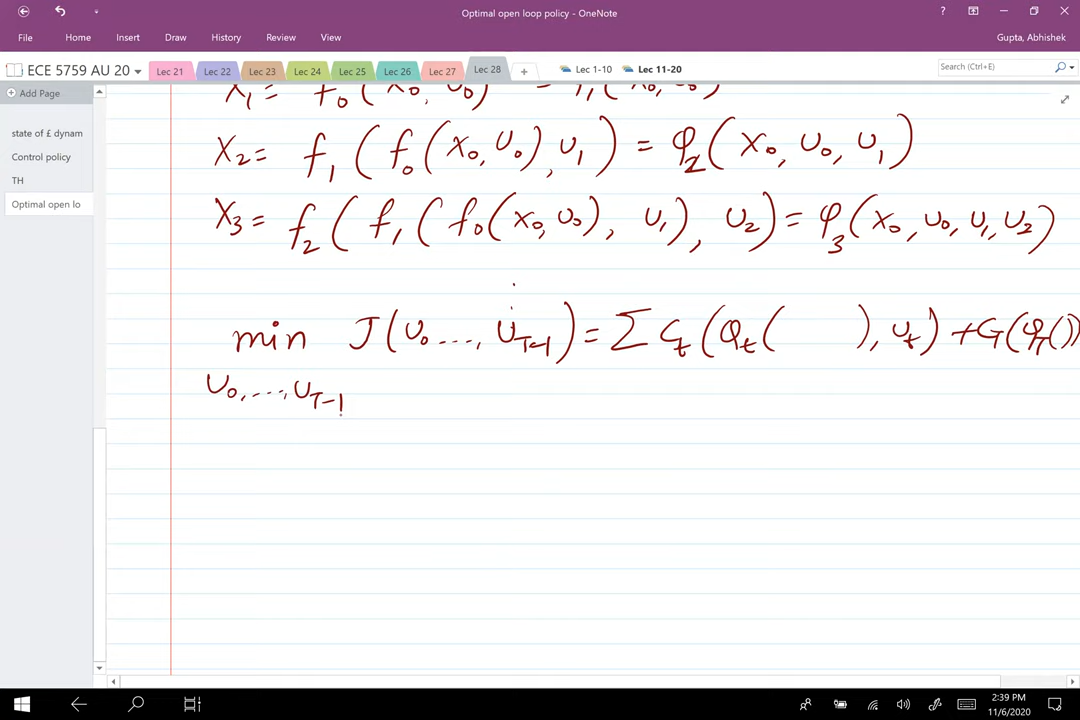 Optimal open loop policy - OneNote
File Home Insert Draw History Review View Gupta, Abhishek
ECE 5759 AU 20 Lec 21 Lec 22 Lec 23 Lec 24 Lec 25 Lec 26 Lec 27 Lec 28 + Lec 1-10 Lec 11-20 Search (Ctrl+E)
Add Page
state of £ dynam
Control policy
TH
Optimal open lo
x₁ = f₀(x₀, u₀)
x₂ = f₁(f₀(x₀, u₀), u₁) = φ₂(x₀, u₀, u₁)
x₃ = f₂(f₁(f₀(x₀, u₀), u₁), u₂) = φ₃(x₀, u₀, u₁, u₂)
min J(u₀, ..., u_{T-1}) = Σ C_t(φ_t( ), u_t) + G(φ_T())
u₀, ..., u_{T-1}
2:39 PM
11/6/2020